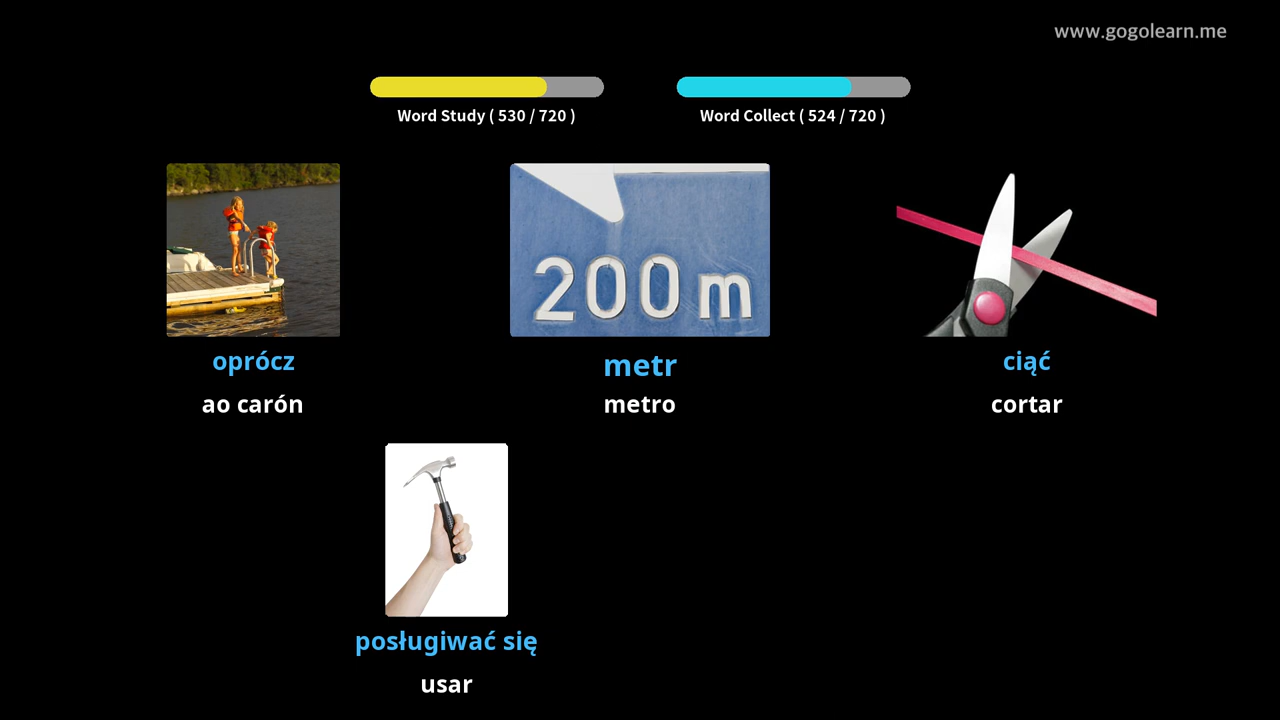 www.gogolearn.me
Word Study ( 530 / 720 )
Word Collect ( 524 / 720 )
200 m
oprócz
metr
ciąć
ao carón
metro
cortar
posługiwać się
usar